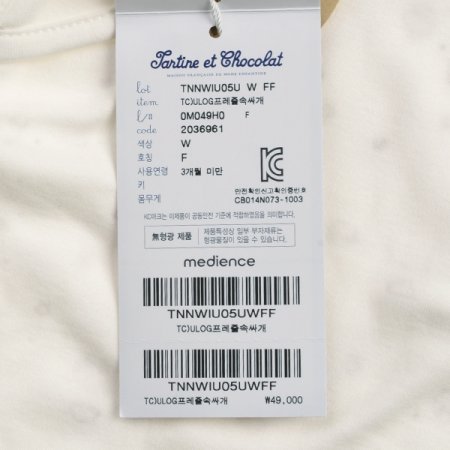 Tartine et Chocolat
MAISON FRANÇAISE DE MODE ENFANTINE
lot TNNWIU05U W FF
item TC)ULOG프레쥴속싸개
l/o 0M049H0 F
code 2036961
색상 W
호칭 F
사용연령 3개월 미만
키
몸무게
안전확인신고확인증번호
CB014N073-1003
KC마크는 이제품이 공통안전 기준에 적합하였음을 의미합니다.
無형광 제품 제품특성상 일부 부자재류는
형광물질이 있을 수 있습니다.
medience
TNNWIU05UWFF
TC)ULOG프레쥴속싸개
TNNWIU05UWFF
TC)ULOG프레쥴속싸개 ₩49,000